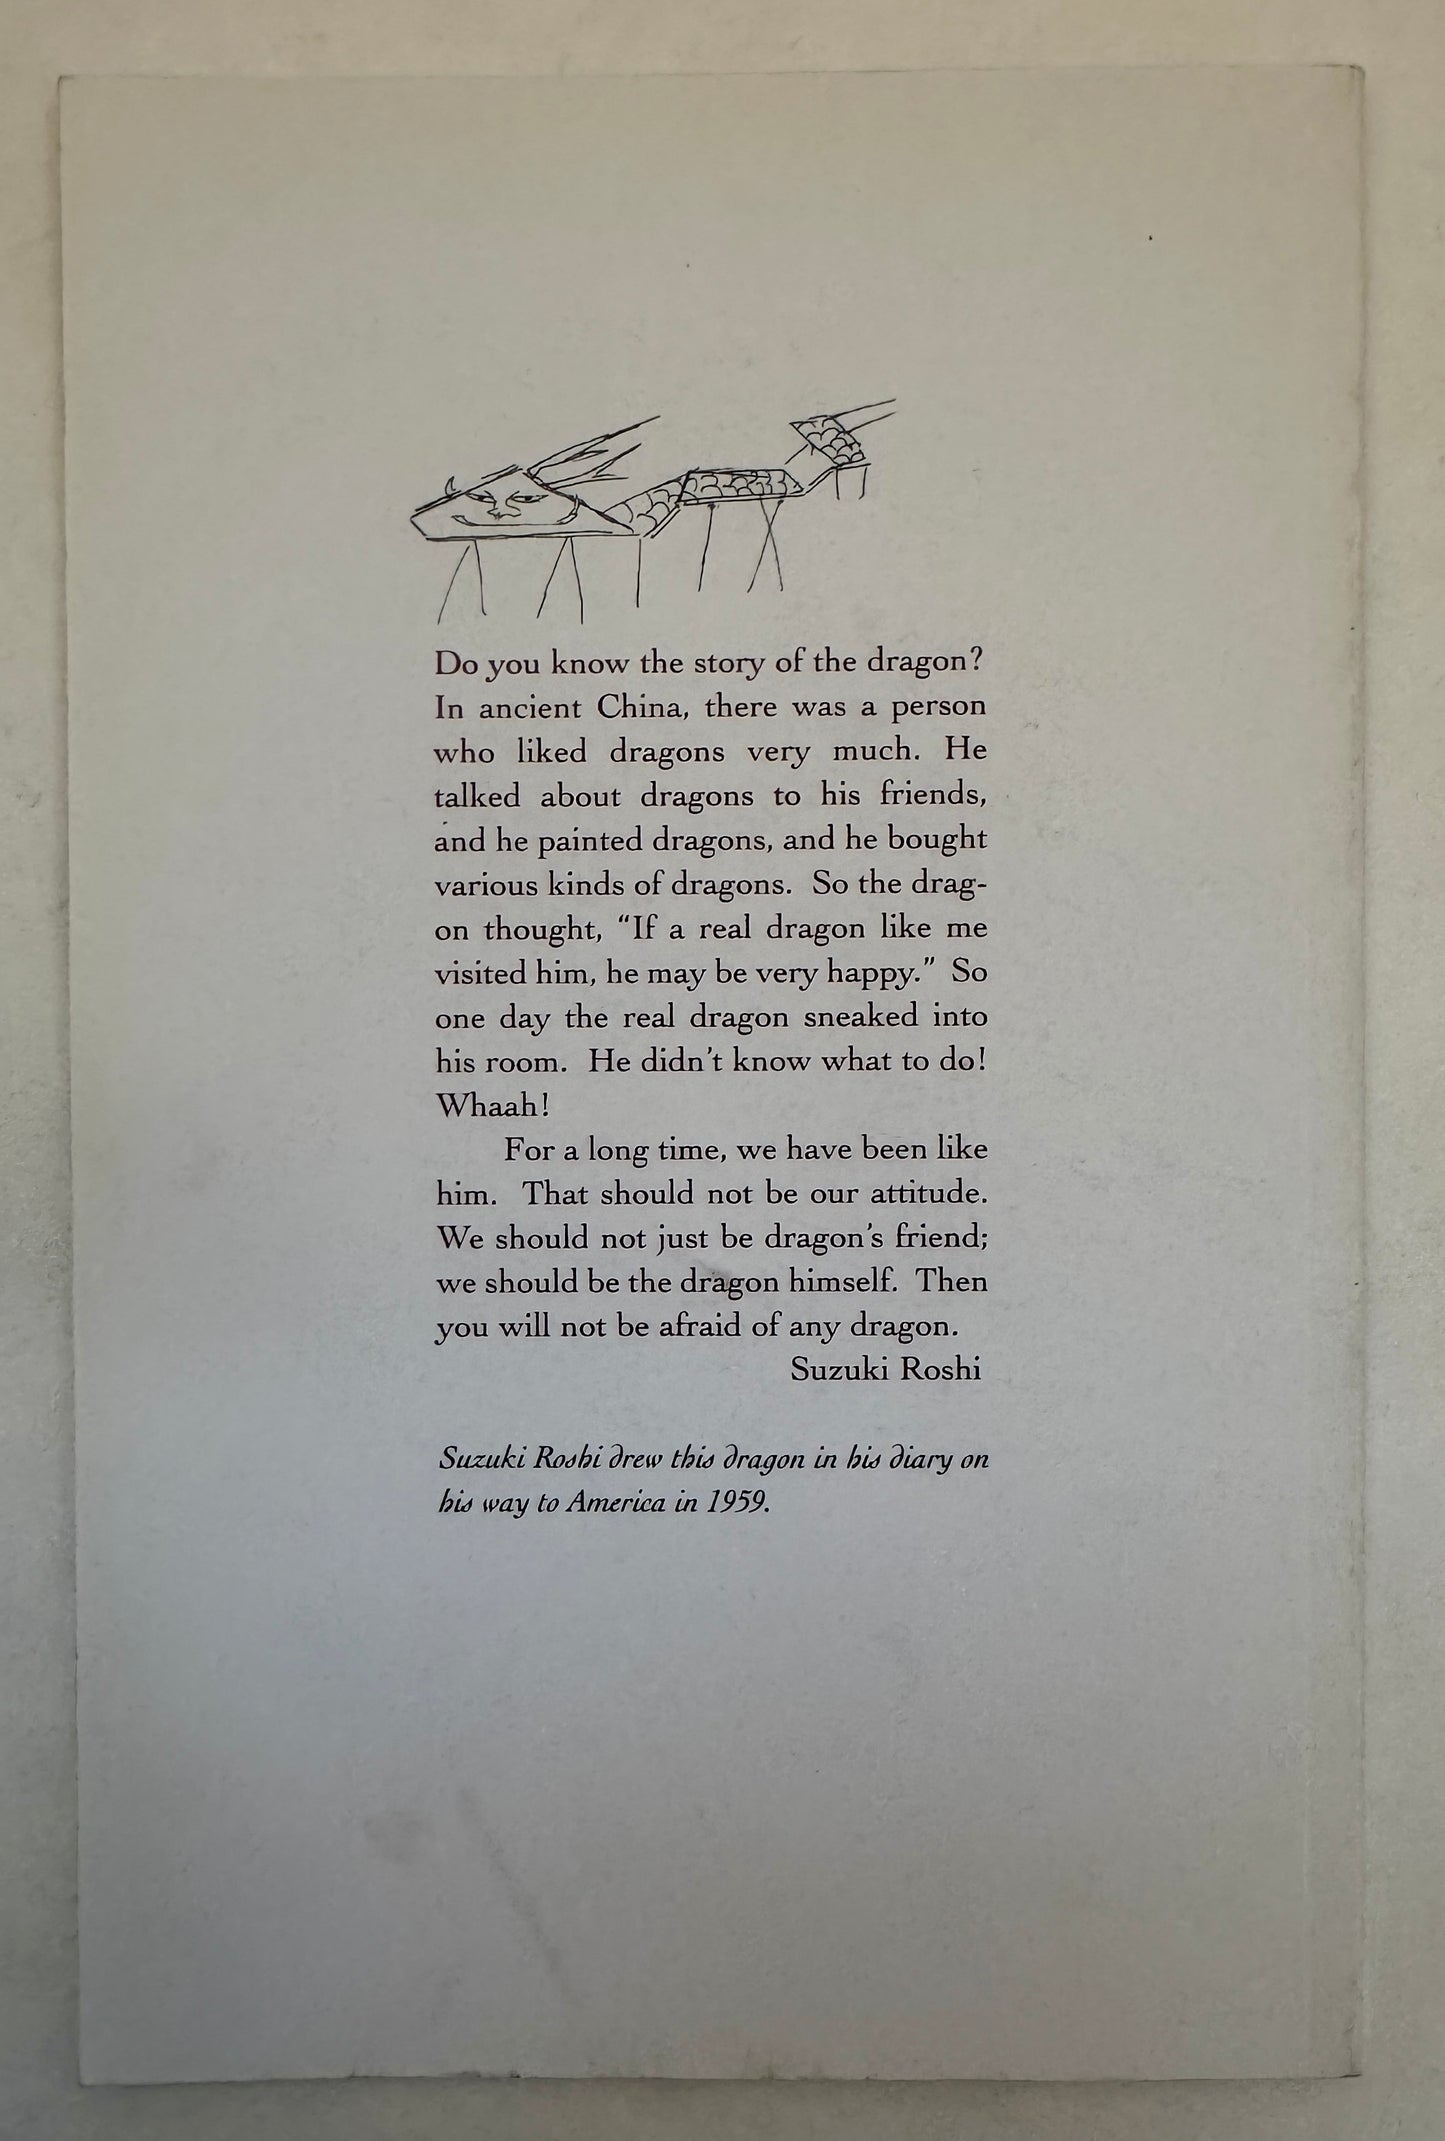 Do you know the story of the dragon?
In ancient China, there was a person
who liked dragons very much. He
talked about dragons to his friends,
and he painted dragons, and he bought
various kinds of dragons. So the drag-
on thought, “If a real dragon like me
visited him, he may be very happy.” So
one day the real dragon sneaked into
his room. He didn’t know what to do!
Whaah!
For a long time, we have been like
him. That should not be our attitude.
We should not just be dragon’s friend;
we should be the dragon himself. Then
you will not be afraid of any dragon.
Suzuki Roshi
Suzuki Roshi drew this dragon in his diary on
his way to America in 1959.